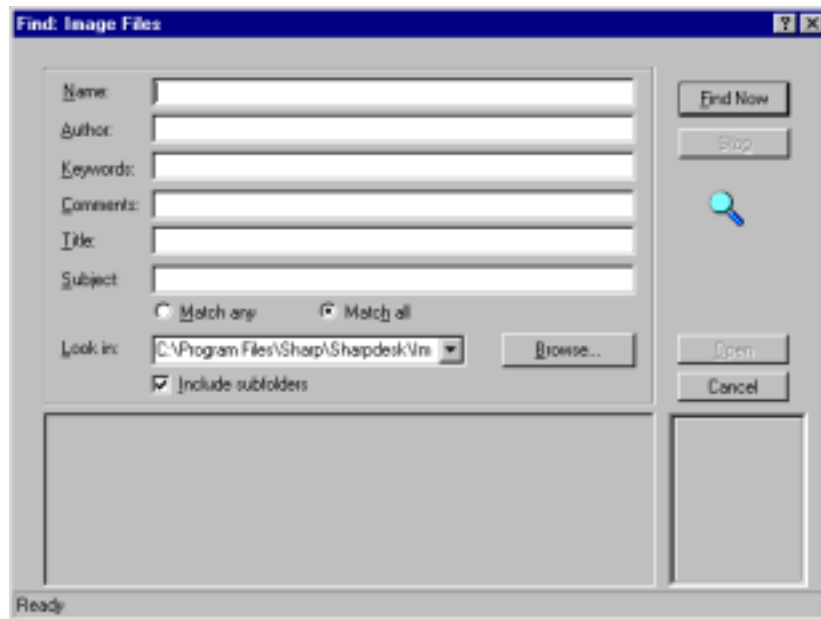 Find: Image Files
Name:
Find Now
Author:
Stop
Keywords:
Comments:
Title:
Subject:
Match any Match all
Look in: C:\Program Files\Sharp\Sharpdesk\Im Browse... Open
Include subfolders Cancel
Ready